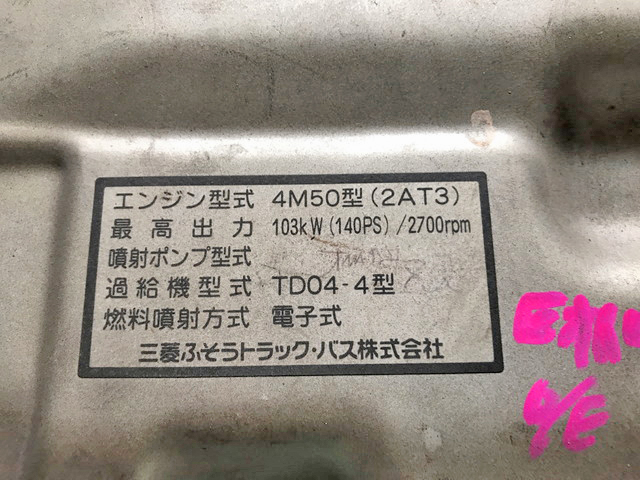 エンジン型式 4M50型(2AT3)
最高出力 103kW(140PS)/2700rpm
噴射ポンプ型式
過給機型式 TD04-4型
燃料噴射方式 電子式
三菱ふそうトラック・バス株式会社